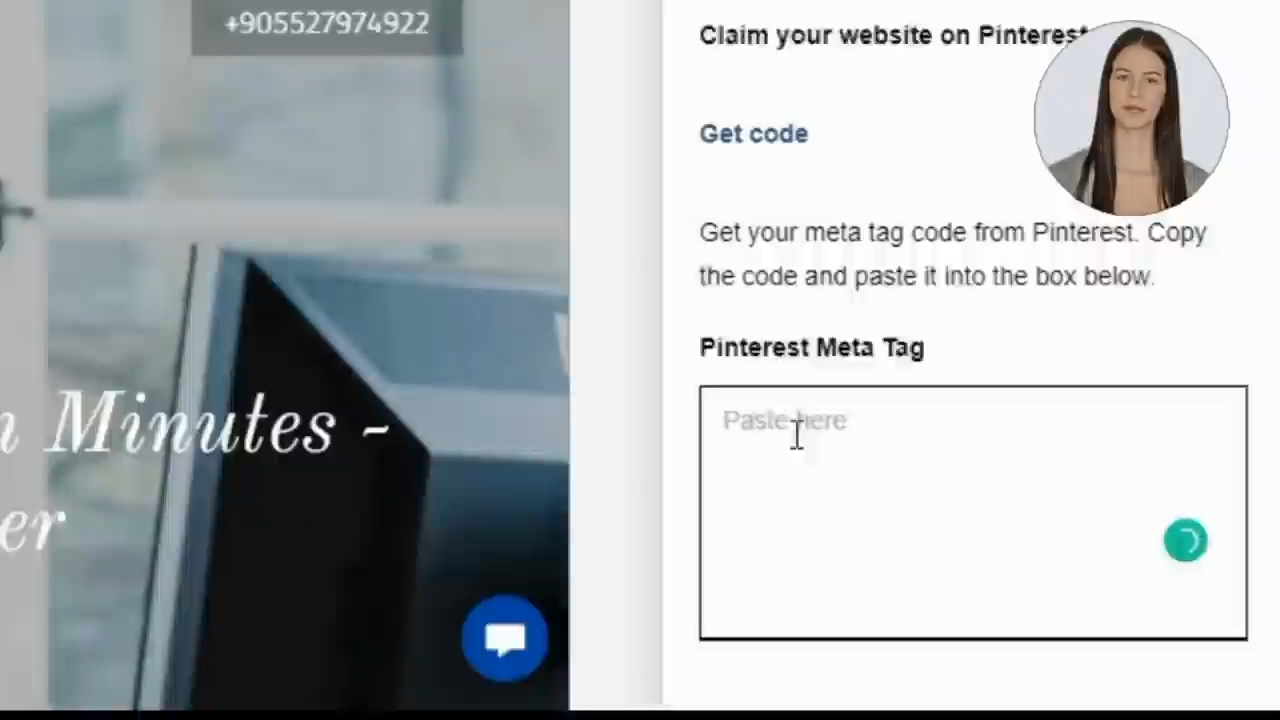 +905527974922
Minutes -
er
Claim your website on Pinterest
Get code
Get your meta tag code from Pinterest. Copy
the code and paste it into the box below.
Pinterest Meta Tag
Paste here